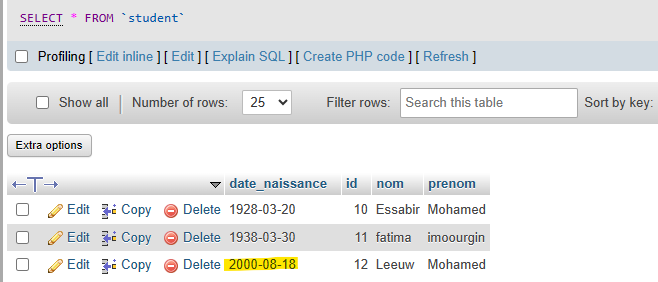 SELECT * FROM `student`
Profiling [ Edit inline ] [ Edit ] [ Explain SQL ] [ Create PHP code ] [ Refresh ]
Show all Number of rows: 25 Filter rows: Search this table Sort by key:
Extra options
date_naissance id nom prenom
Edit Copy Delete 1928-03-20 10 Essabir Mohamed
Edit Copy Delete 1938-03-30 11 fatima imoourgin
Edit Copy Delete 2000-08-18 12 Leeuw Mohamed